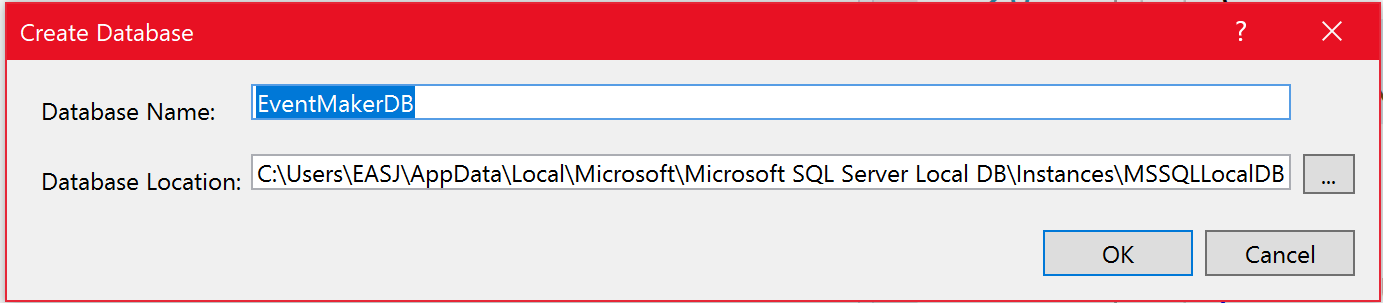 Create Database
?
Database Name: EventMakerDB
Database Location: C:\Users\EASJ\AppData\Local\Microsoft\Microsoft SQL Server Local DB\Instances\MSSQLLocalDB ...
OK Cancel